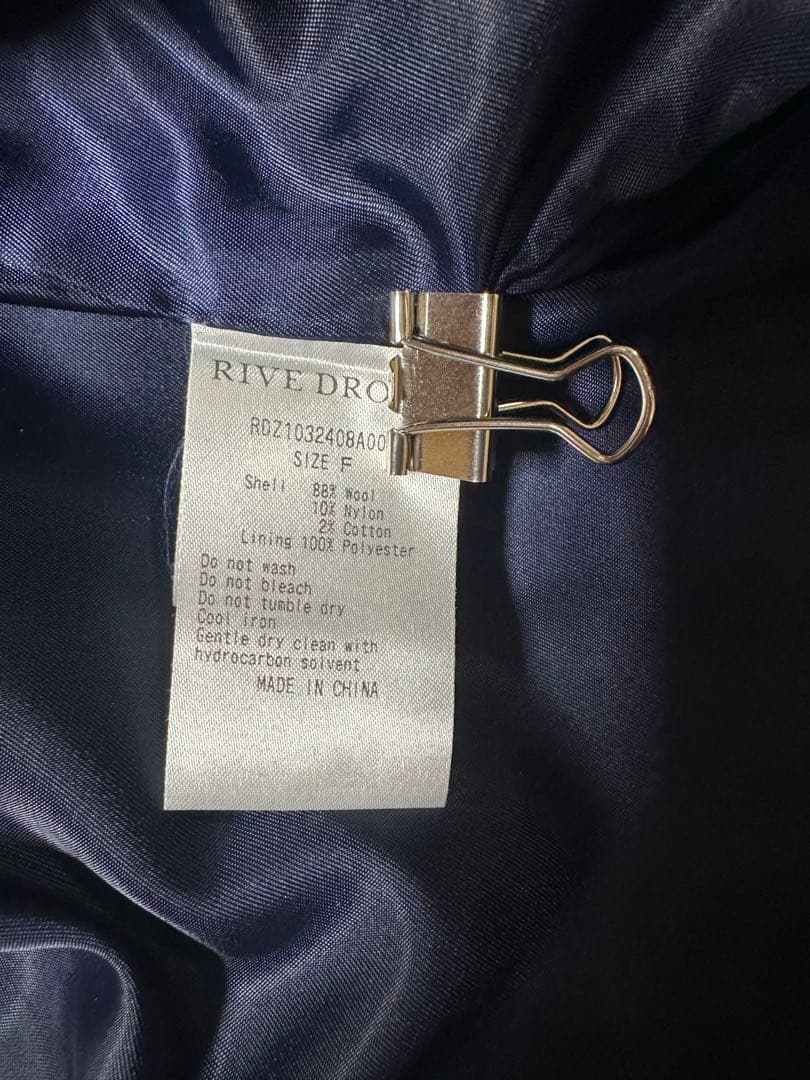 RIVE DRO
RDZ1032408A00
SIZE F
Shell 88% Wool
10% Nylon
2% Cotton
Lining 100% Polyester
Do not wash
Do not bleach
Do not tumble dry
Cool iron
Gentle dry clean with
hydrocarbon solvent
MADE IN CHINA